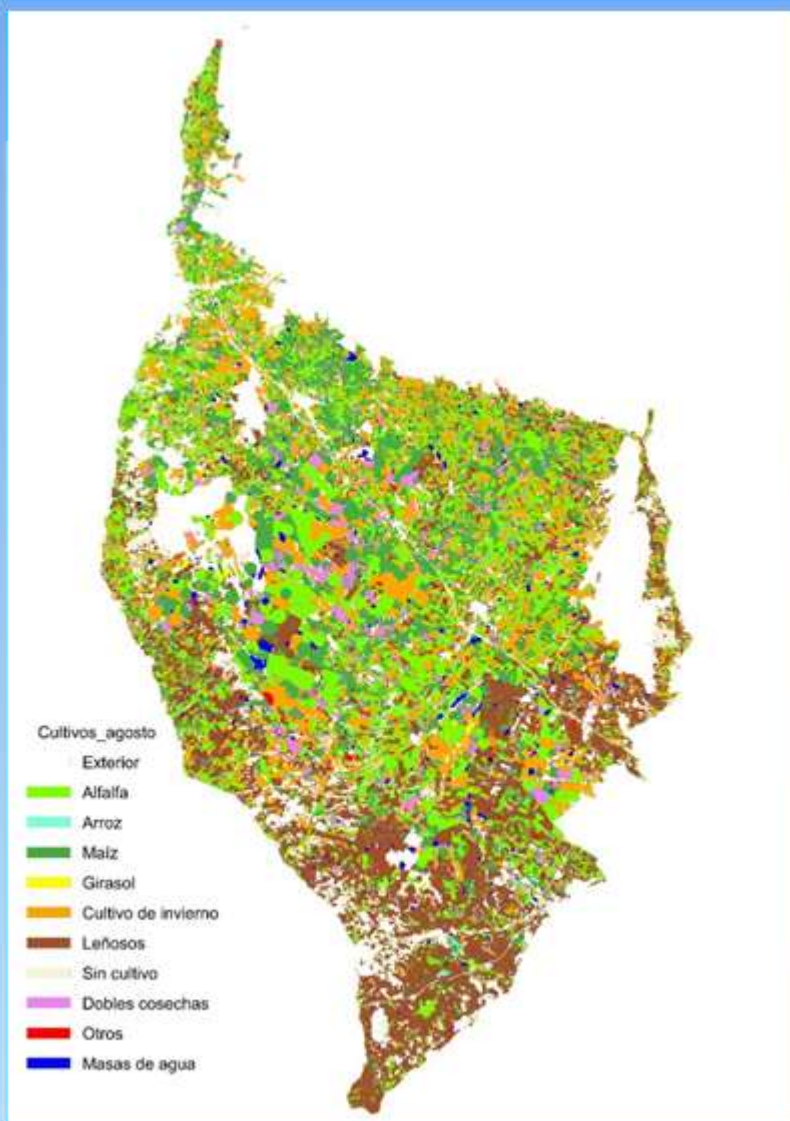 Cultivos_agosto
Exterior
Alfalfa
Arroz
Maíz
Girasol
Cultivo de invierno
Leñosos
Sin cultivo
Dobles cosechas
Otros
Masas de agua